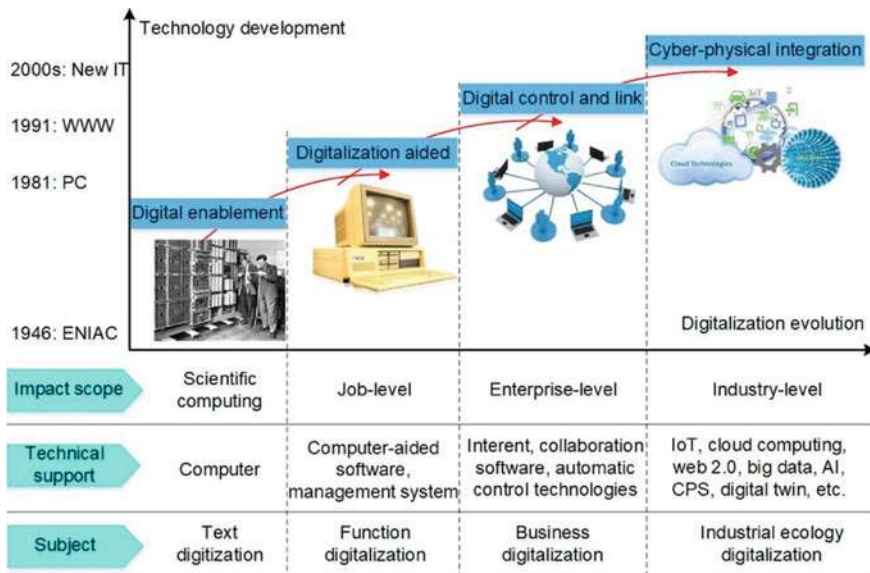 Technology development
Cyber-physical integration
2000s: New IT
Digital control and link
1991: WWW
Digitalization aided
IoT
Cloud Technologies
1981: PC
Digital enablement
1946: ENIAC
Digitalization evolution
Impact scope
Scientific
computing
Job-level
Enterprise-level
Industry-level
Technical
support
Computer
Computer-aided
software,
management system
Interent, collaboration
software, automatic
control technologies
IoT, cloud computing,
web 2.0, big data, AI,
CPS, digital twin, etc.
Subject
Text
digitization
Function
digitalization
Business
digitalization
Industrial ecology
digitalization